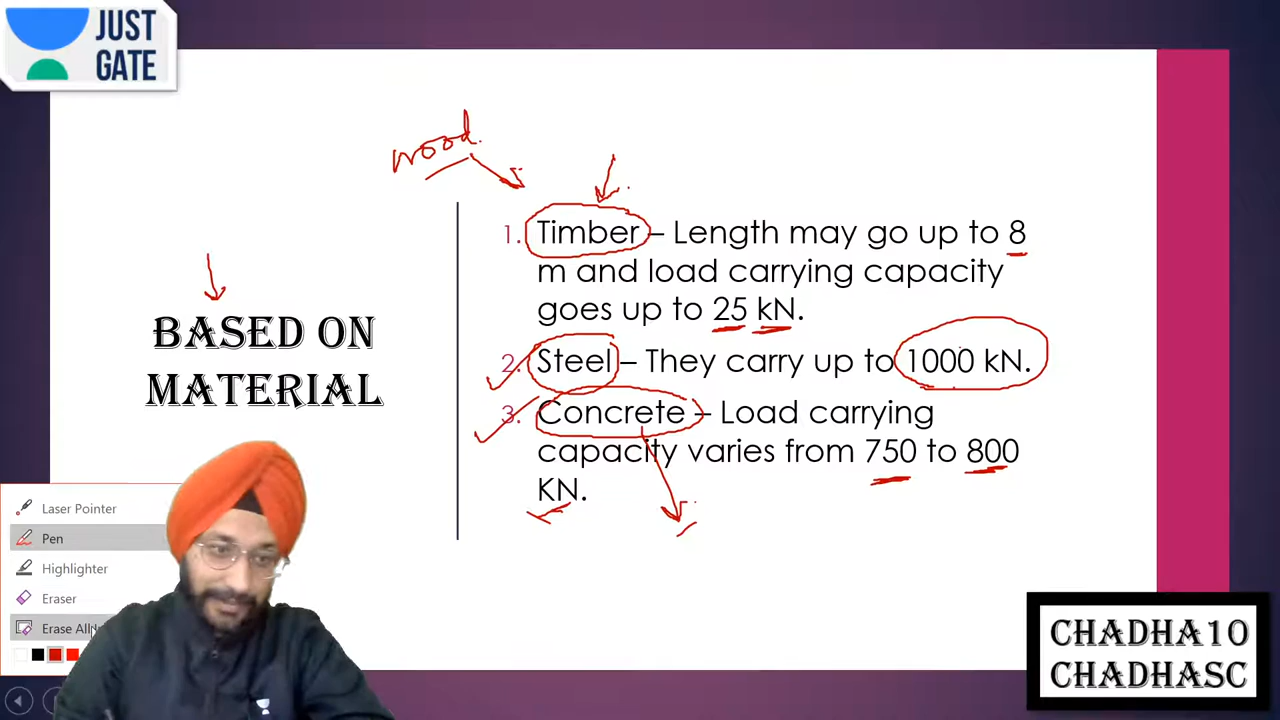 JUST
GATE
wood
1. Timber – Length may go up to 8
m and load carrying capacity
goes up to 25 kN.
2. Steel – They carry up to 1000 kN.
3. Concrete – Load carrying
capacity varies from 750 to 800
KN.
BASED ON
MATERIAL
Laser Pointer
Pen
Highlighter
Eraser
Erase All
CHADHA10
CHADHASC